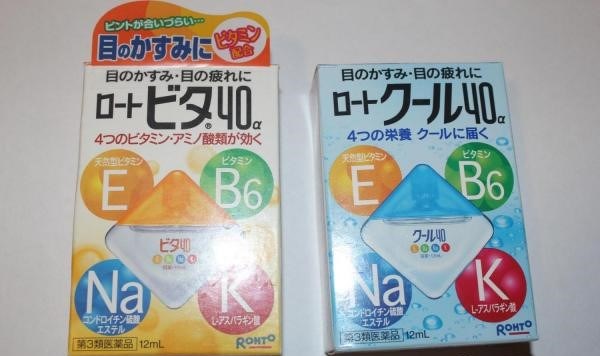 ピントが合いづらい…
目のかすみに
ビタミン
配合
目のかすみ・目の疲れに
ロートビタ40α
®
4つのビタミン・アミノ酸類が効く
天然型ビタミン
E
ビタミン
B6
ビタ40
Na
コンドロイチン硫酸
エステル
K
L-アスパラギン酸
第3類医薬品
12mL
ROHTO
目のかすみ・目の疲れに
ロートクール40α
4つの栄養 クールに届く
天然型ビタミン
E
ビタミン
B6
クール40
Na
コンドロイチン硫酸
エステル
K
L-アスパラギン酸
第3類医薬品
12mL
ROHTO